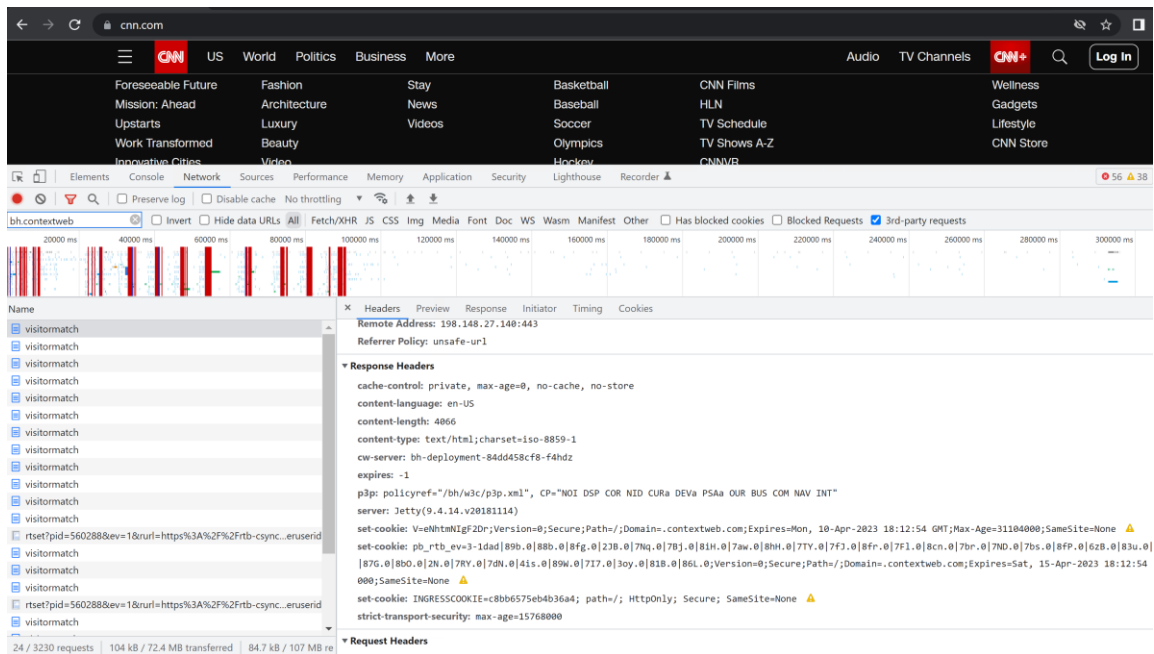 cnn.com
CNN US World Politics Business More Audio TV Channels CNN+ Log In
Foreseeable Future Fashion Stay Basketball CNN Films Wellness
Mission: Ahead Architecture News Baseball HLN Gadgets
Upstarts Luxury Videos Soccer TV Schedule Lifestyle
Work Transformed Beauty Olympics TV Shows A-Z CNN Store
Innovative Cities Video Hockey CNNVR
Elements Console Network Sources Performance Memory Application Security Lighthouse Recorder 56 38
Preserve log Disable cache No throttling
bh.contextweb Invert Hide data URLs All Fetch/XHR JS CSS Img Media Font Doc WS Wasm Manifest Other Has blocked cookies Blocked Requests 3rd-party requests
20000 ms 40000 ms 60000 ms 80000 ms 100000 ms 120000 ms 140000 ms 160000 ms 180000 ms 200000 ms 220000 ms 240000 ms 260000 ms 280000 ms 300000 ms
Name
visitormatch
visitormatch
visitormatch
visitormatch
visitormatch
visitormatch
visitormatch
visitormatch
visitormatch
visitormatch
visitormatch
visitormatch
rtset?pid=560288&ev=1&rurl=https%3A%2F%2Frtb-csync...eruserid
visitormatch
visitormatch
visitormatch
rtset?pid=560288&ev=1&rurl=https%3A%2F%2Frtb-csync...eruserid
visitormatch
24 / 3230 requests 104 kB / 72.4 MB transferred 84.7 kB / 107 MB re
× Headers Preview Response Initiator Timing Cookies
Remote Address: 198.148.27.140:443
Referrer Policy: unsafe-url
Response Headers
cache-control: private, max-age=0, no-cache, no-store
content-language: en-US
content-length: 4066
content-type: text/html;charset=iso-8859-1
cw-server: bh-deployment-84dd458cf8-f4hdz
expires: -1
p3p: policyref="/bh/w3c/p3p.xml", CP="NOI DSP COR NID CURa DEVa PSAa OUR BUS COM NAV INT"
server: Jetty(9.4.14.v20181114)
set-cookie: V=eNhtmNIgF2Dr;Version=0;Secure;Path=/;Domain=.contextweb.com;Expires=Mon, 10-Apr-2023 18:12:54 GMT;Max-Age=31104000;SameSite=None
set-cookie: pb_rtb_ev=3-1dad|89b.0|88b.0|8fg.0|2JB.0|7Nq.0|7Bj.0|8iH.0|7aw.0|8hH.0|7TY.0|7fJ.0|8fr.0|7Fl.0|8cn.0|7br.0|7ND.0|7bs.0|8fP.0|6zB.0|83u.0|
|87G.0|8bO.0|2N.0|7RY.0|7dN.0|4is.0|89W.0|7I7.0|3oy.0|81B.0|86L.0;Version=0;Secure;Path=/;Domain=.contextweb.com;Expires=Sat, 15-Apr-2023 18:12:54
000;SameSite=None
set-cookie: INGRESSCOOKIE=c8bb6575eb4b36a4; path=/; HttpOnly; Secure; SameSite=None
strict-transport-security: max-age=15768000
Request Headers